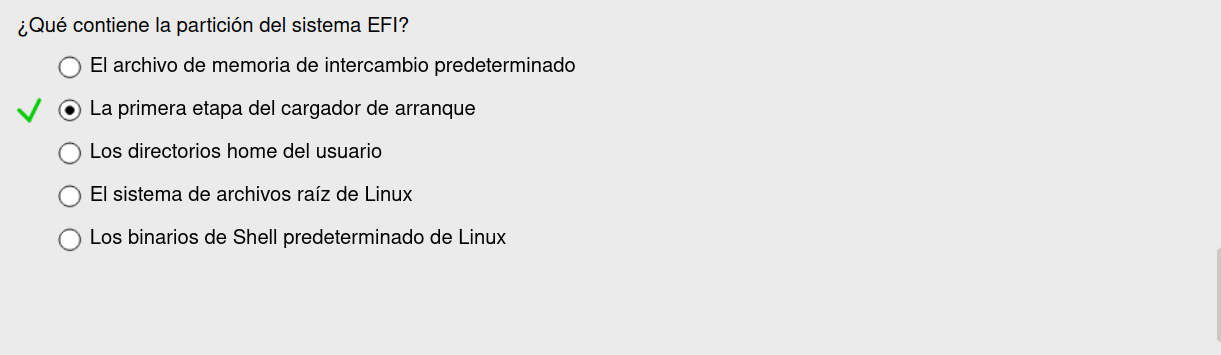 ¿Qué contiene la partición del sistema EFI?
El archivo de memoria de intercambio predeterminado
La primera etapa del cargador de arranque
Los directorios home del usuario
El sistema de archivos raíz de Linux
Los binarios de Shell predeterminado de Linux